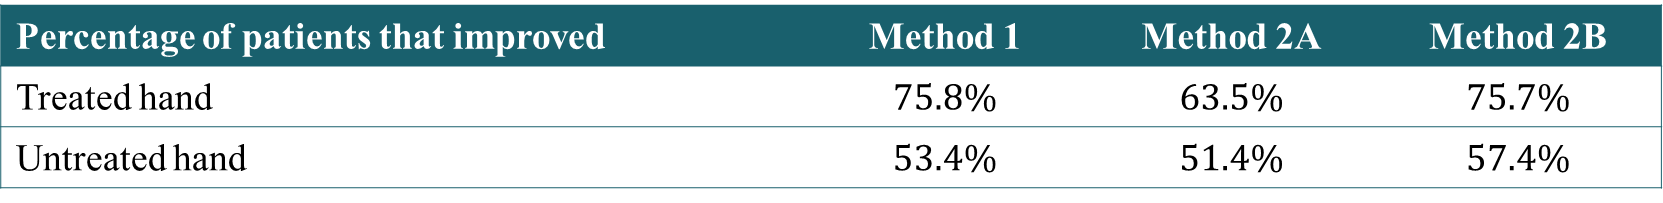 Percentage of patients that improved Method 1 Method 2A Method 2B
Treated hand 75.8% 63.5% 75.7%
Untreated hand 53.4% 51.4% 57.4%